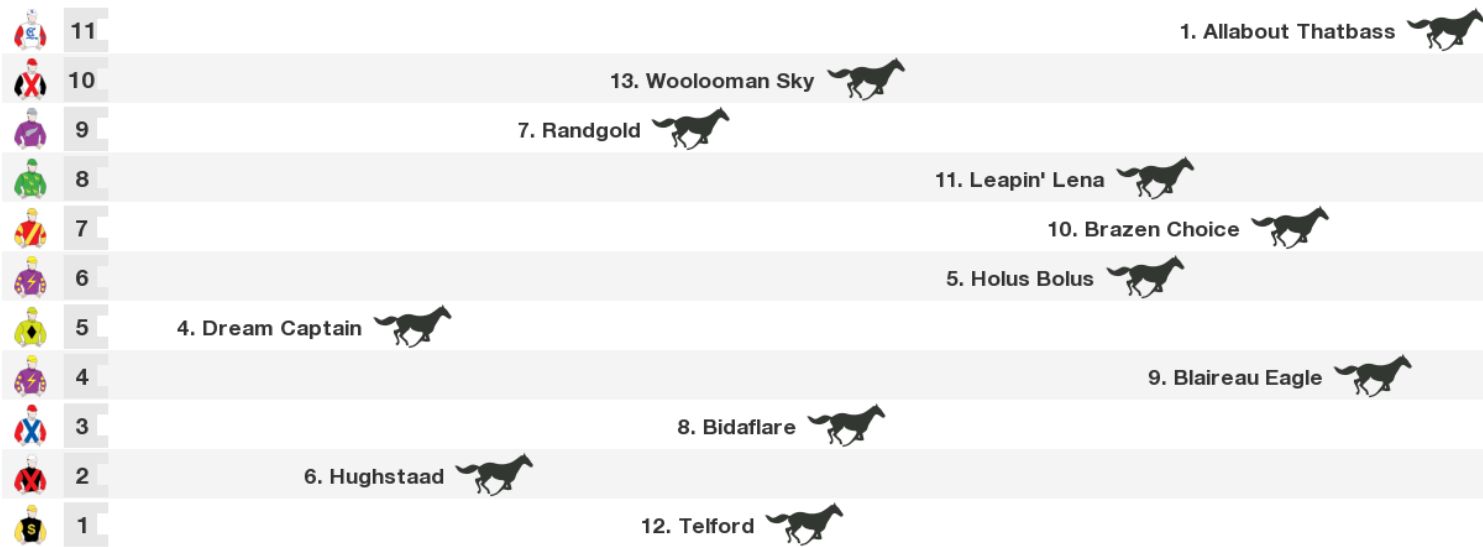 11 1. Allabout Thatbass
10 13. Woolooman Sky
9 7. Randgold
8 11. Leapin' Lena
7 10. Brazen Choice
6 5. Holus Bolus
5 4. Dream Captain
4 9. Blaireau Eagle
3 8. Bidaflare
2 6. Hughstaad
$ 1 12. Telford